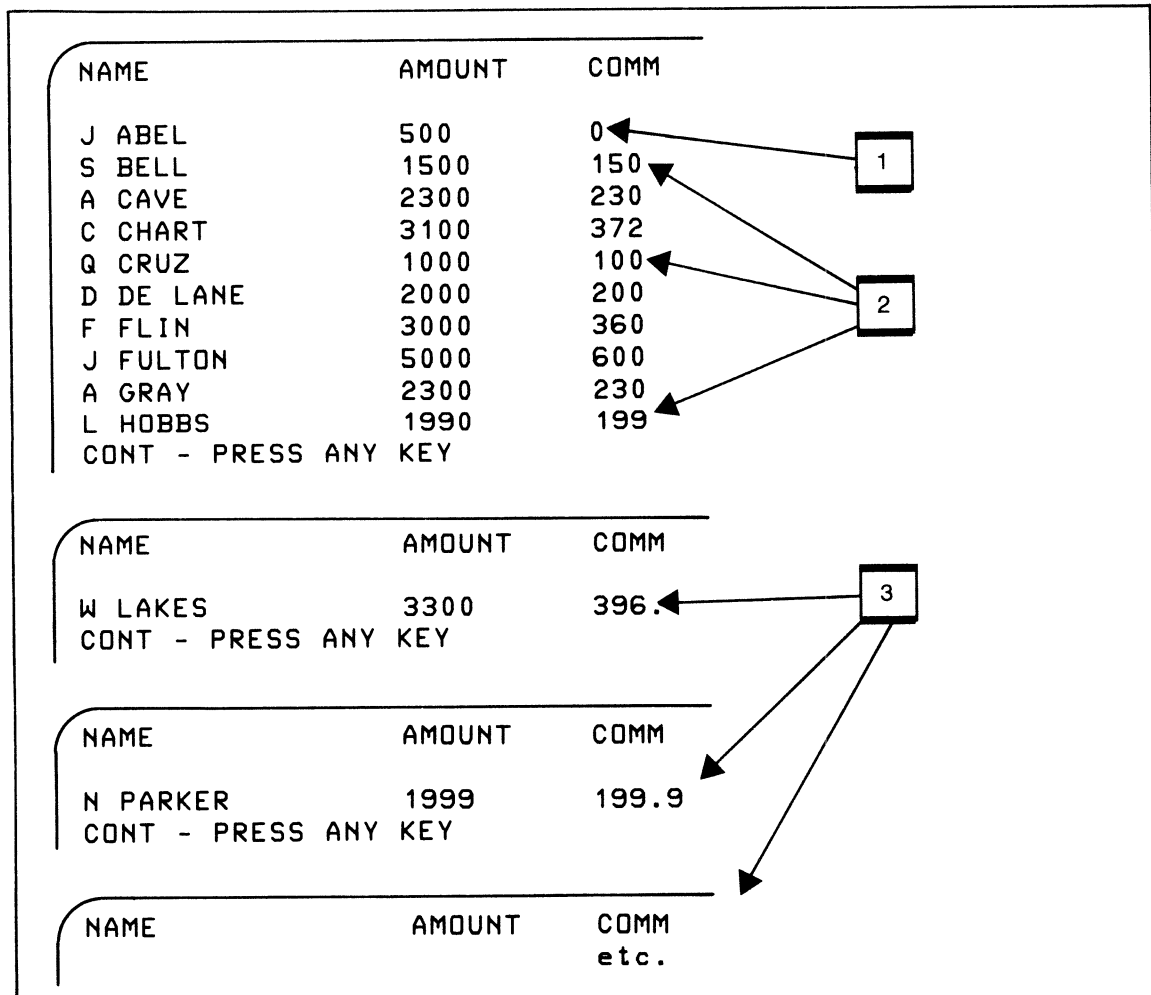 NAME AMOUNT COMM
J ABEL 500 0
1
S BELL 1500 150
A CAVE 2300 230
C CHART 3100 372
Q CRUZ 1000 100
D DE LANE 2000 200
2
F FLIN 3000 360
J FULTON 5000 600
A GRAY 2300 230
L HOBBS 1990 199
CONT - PRESS ANY KEY
NAME AMOUNT COMM
3
W LAKES 3300 396.
CONT - PRESS ANY KEY
NAME AMOUNT COMM
N PARKER 1999 199.9
CONT - PRESS ANY KEY
NAME AMOUNT COMM
etc.